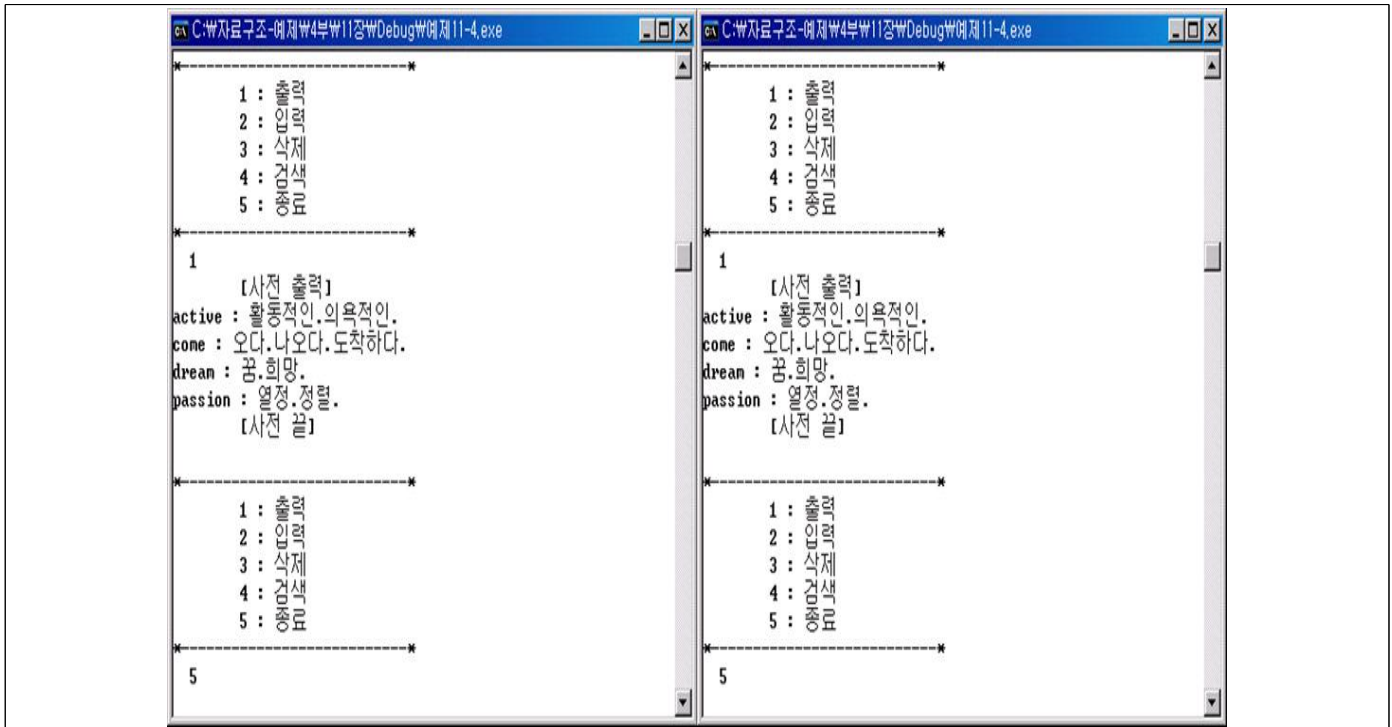 C:₩자료구조-예제₩4부₩11장₩Debug₩예제11-4.exe
*---------------------------*
1 : 출력
2 : 입력
3 : 삭제
4 : 검색
5 : 종료
*---------------------------*
1
[사전 출력]
active : 활동적인.의욕적인.
come : 오다.나오다.도착하다.
dream : 꿈.희망.
passion : 열정.정렬.
[사전 끝]
*---------------------------*
1 : 출력
2 : 입력
3 : 삭제
4 : 검색
5 : 종료
*---------------------------*
5
C:₩자료구조-예제₩4부₩11장₩Debug₩예제11-4.exe
*---------------------------*
1 : 출력
2 : 입력
3 : 삭제
4 : 검색
5 : 종료
*---------------------------*
1
[사전 출력]
active : 활동적인.의욕적인.
come : 오다.나오다.도착하다.
dream : 꿈.희망.
passion : 열정.정렬.
[사전 끝]
*---------------------------*
1 : 출력
2 : 입력
3 : 삭제
4 : 검색
5 : 종료
*---------------------------*
5